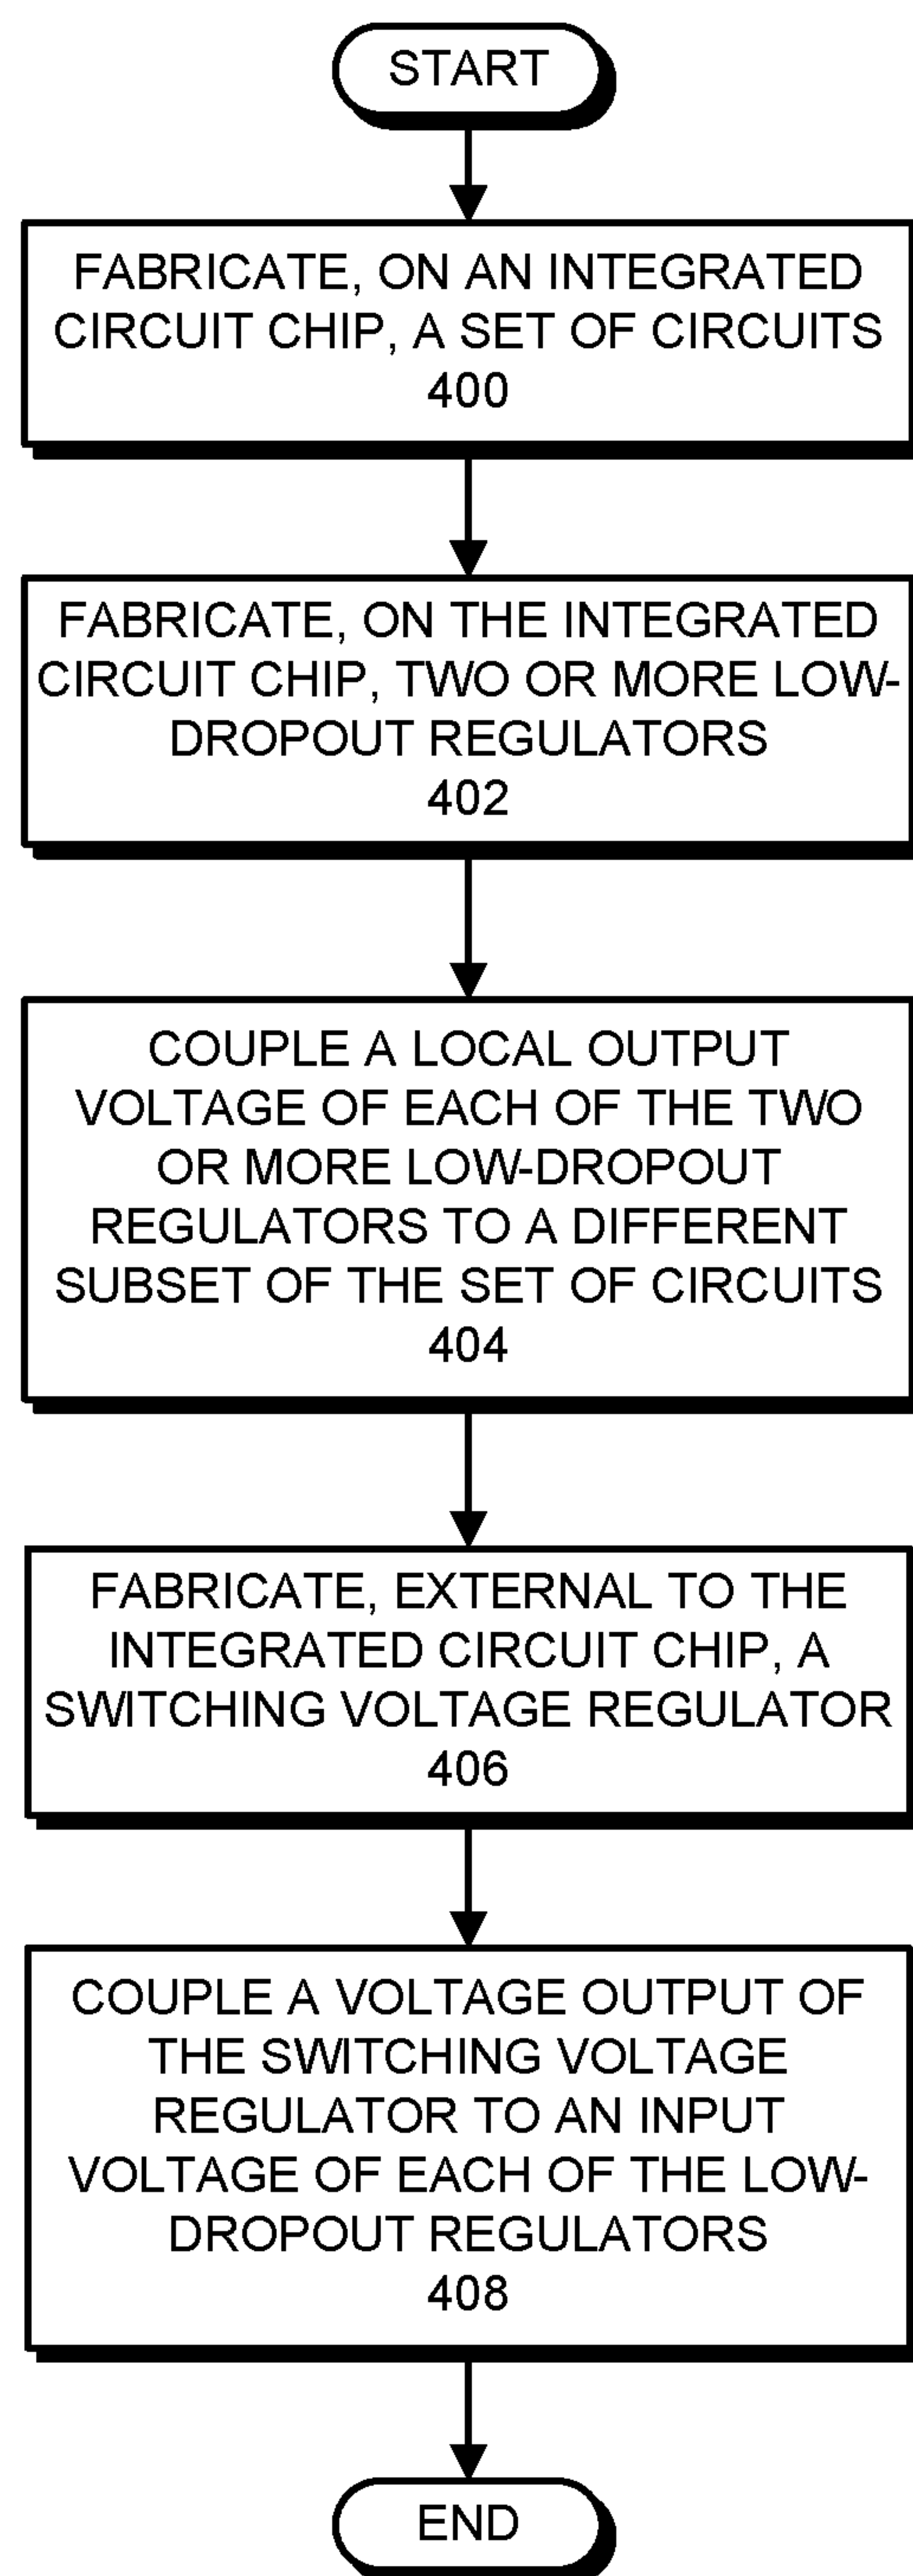 START
FABRICATE, ON AN INTEGRATED
CIRCUIT CHIP, A SET OF CIRCUITS
400
FABRICATE, ON THE INTEGRATED
CIRCUIT CHIP, TWO OR MORE LOW-
DROPOUT REGULATORS
402
COUPLE A LOCAL OUTPUT
VOLTAGE OF EACH OF THE TWO
OR MORE LOW-DROPOUT
REGULATORS TO A DIFFERENT
SUBSET OF THE SET OF CIRCUITS
404
FABRICATE, EXTERNAL TO THE
INTEGRATED CIRCUIT CHIP, A
SWITCHING VOLTAGE REGULATOR
406
COUPLE A VOLTAGE OUTPUT OF
THE SWITCHING VOLTAGE
REGULATOR TO AN INPUT
VOLTAGE OF EACH OF THE LOW-
DROPOUT REGULATORS
408
END